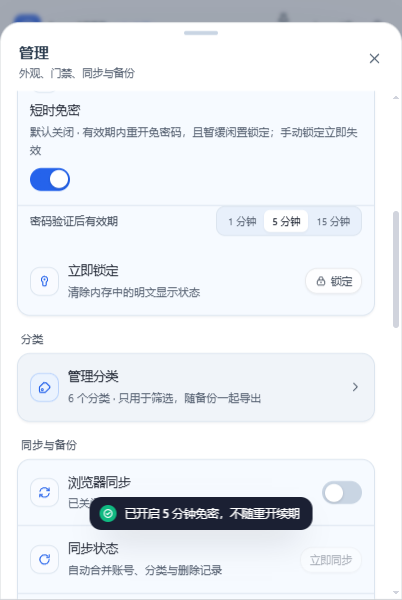 管理
外观、门禁、同步与备份
短时免密
默认关闭 · 有效期内重开免密码，且暂缓闲置锁定；手动锁定立即失
效
密码验证后有效期
1 分钟 5 分钟 15 分钟
立即锁定
清除内存中的明文显示状态
锁定
分类
管理分类
6 个分类 · 只用于筛选，随备份一起导出
同步与备份
浏览器同步
已关
已开启 5 分钟免密，不随重开续期
同步状态
自动合并账号、分类与删除记录
立即同步